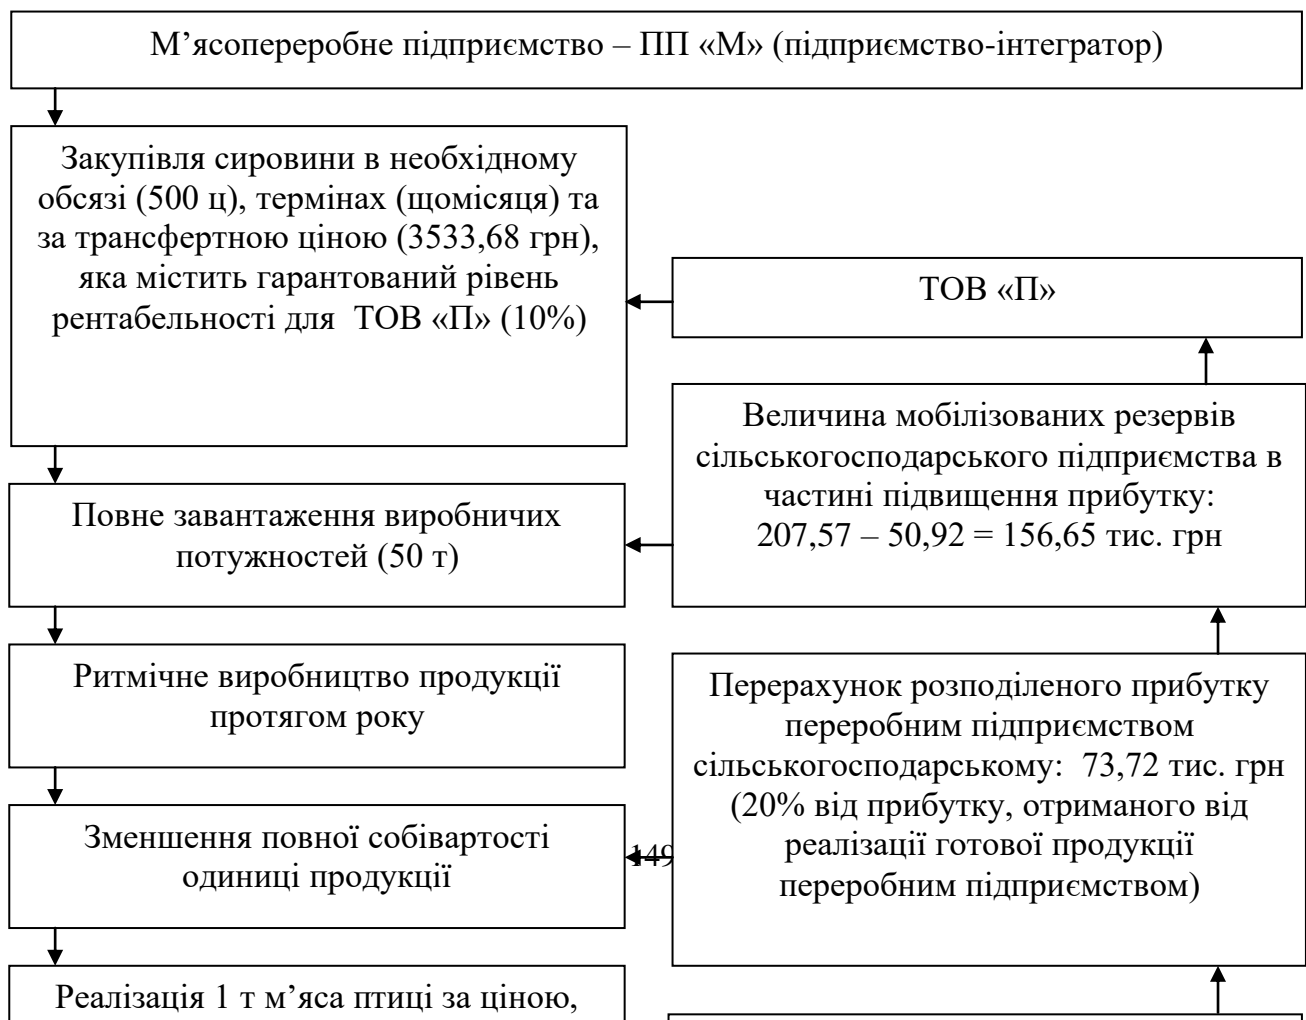 М’ясопереробне підприємство – ПП «М» (підприємство-інтегратор)
Закупівля сировини в необхідному
обсязі (500 ц), термінах (щомісяця) та
за трансфертною ціною (3533,68 грн),
яка містить гарантований рівень
рентабельності для ТОВ «П» (10%)
ТОВ «П»
Величина мобілізованих резервів
сільськогосподарського підприємства в
частині підвищення прибутку:
207,57 – 50,92 = 156,65 тис. грн
Повне завантаження виробничих
потужностей (50 т)
Ритмічне виробництво продукції
протягом року
Перерахунок розподіленого прибутку
переробним підприємством
сільськогосподарському: 73,72 тис. грн
(20% від прибутку, отриманого від
реалізації готової продукції
переробним підприємством)
Зменшення повної собівартості
одиниці продукції
149
Реалізація 1 т м’яса птиці за ціною,